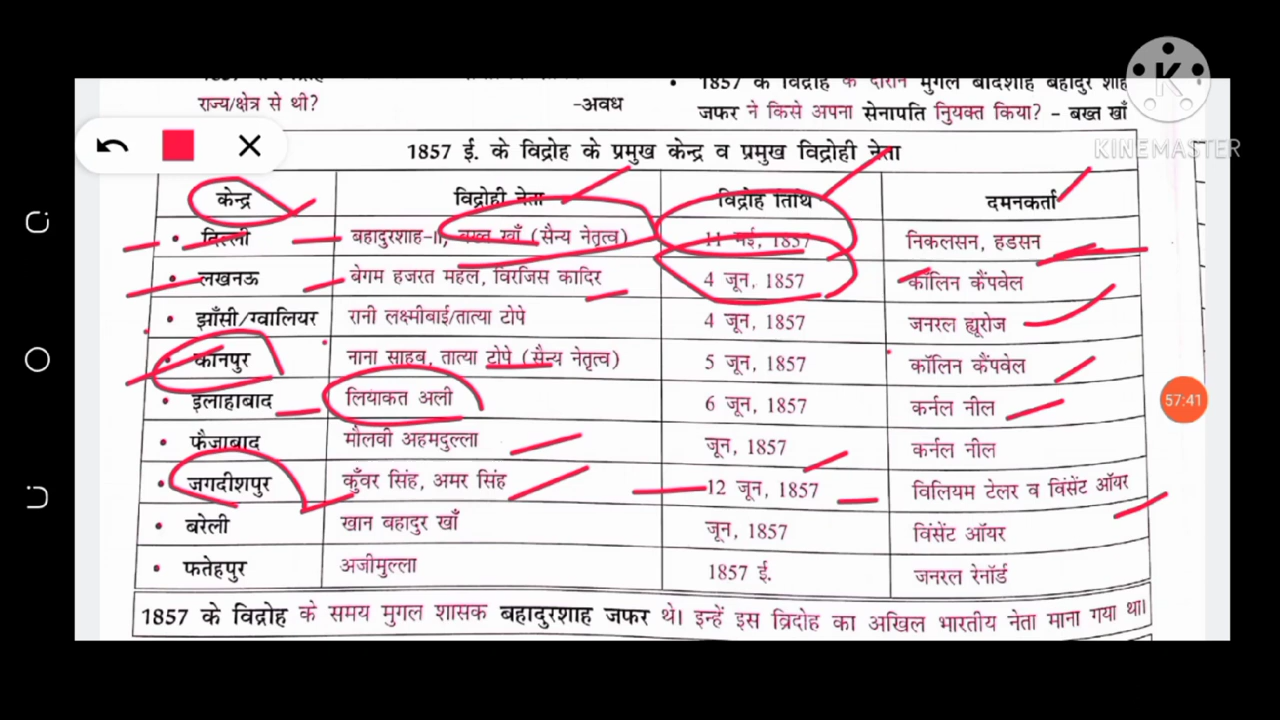 • 1857 के विद्रोह के दौरान मुगल बादशाह बहादुर शाह
राज्य/क्षेत्र से थी? -अवध
जफर ने किसे अपना सेनापति नियुक्त किया? - बख्त खाँ
KINEMASTER
1857 ई. के विद्रोह के प्रमुख केन्द्र व प्रमुख विद्रोही नेता
केन्द्र विद्रोही नेता विद्रोह तिथि दमनकर्ता
• दिल्ली बहादुरशाह-II, बख्त खाँ (सैन्य नेतृत्व) 11 मई, 1857 निकलसन, हडसन
• लखनऊ बेगम हजरत महल, विरजिस कादिर 4 जून, 1857 कॉलिन कैंपवेल
• झाँसी/ग्वालियर रानी लक्ष्मीबाई/तात्या टोपे 4 जून, 1857 जनरल ह्यूरोज
• कानपुर नाना साहब, तात्या टोपे (सैन्य नेतृत्व) 5 जून, 1857 कॉलिन कैंपवेल
• इलाहाबाद लियाकत अली 6 जून, 1857 कर्नल नील
57:41
• फैजाबाद मौलवी अहमदुल्ला जून, 1857 कर्नल नील
• जगदीशपुर कुँवर सिंह, अमर सिंह 12 जून, 1857 विलियम टेलर व विंसेंट ऑयर
• बरेली खान बहादुर खाँ जून, 1857 विंसेंट ऑयर
• फतेहपुर अजीमुल्ला 1857 ई. जनरल रेनॉर्ड
1857 के विद्रोह के समय मुगल शासक बहादुरशाह जफर थे। इन्हें इस विद्रोह का अखिल भारतीय नेता माना गया था।